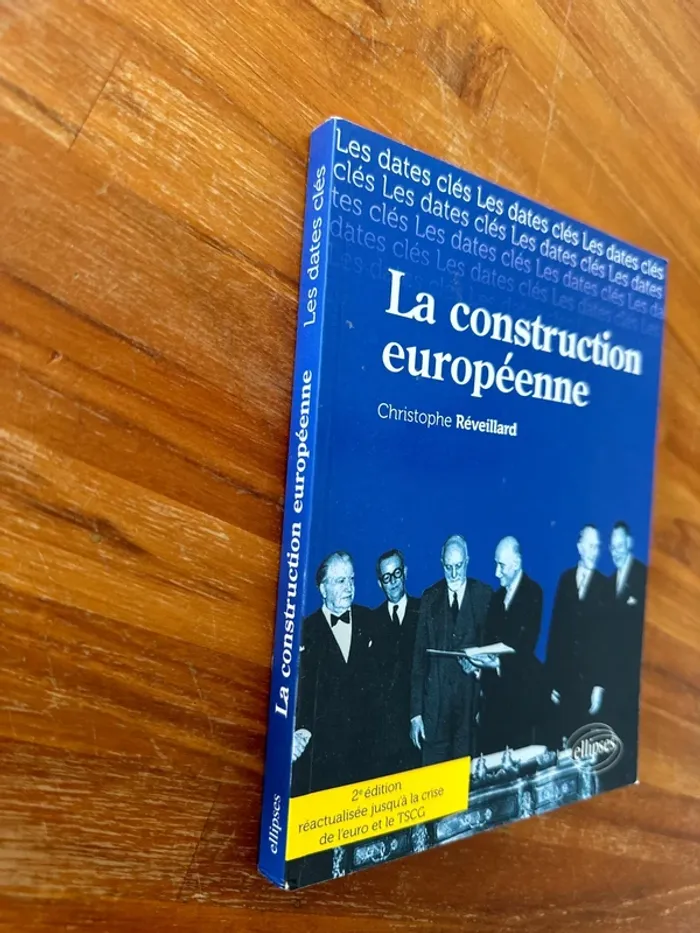 Les dates clés Les dates clés Les dates clés
clés Les dates clés Les dates clés Les dates
tes clés Les dates clés Les dates clés Les da
dates clés Les dates clés Les dates clés
La construction
européenne
Christophe Réveillard
ellipses
2e édition
réactualisée jusqu'à la crise
de l'euro et le TSCG
ellipses La construction européenne Les dates clés